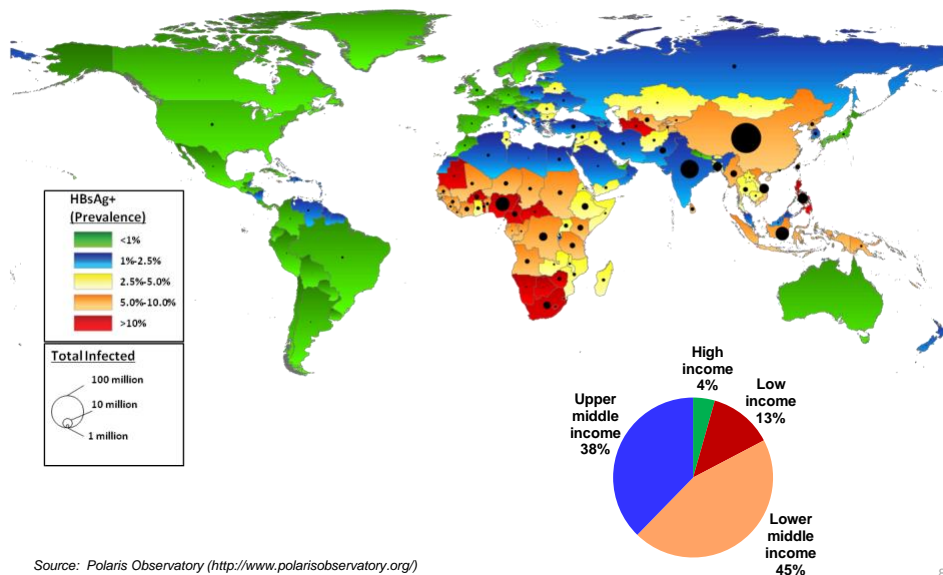 HBsAg+
(Prevalence)
<1%
1%-2.5%
2.5%-5.0%
5.0%-10.0%
>10%
Total Infected
100 million
10 million
1 million
High
income
4%
Low
income
13%
Upper
middle
income
38%
Lower
middle
income
45%
Source: Polaris Observatory (http://www.polarisobservatory.org/)